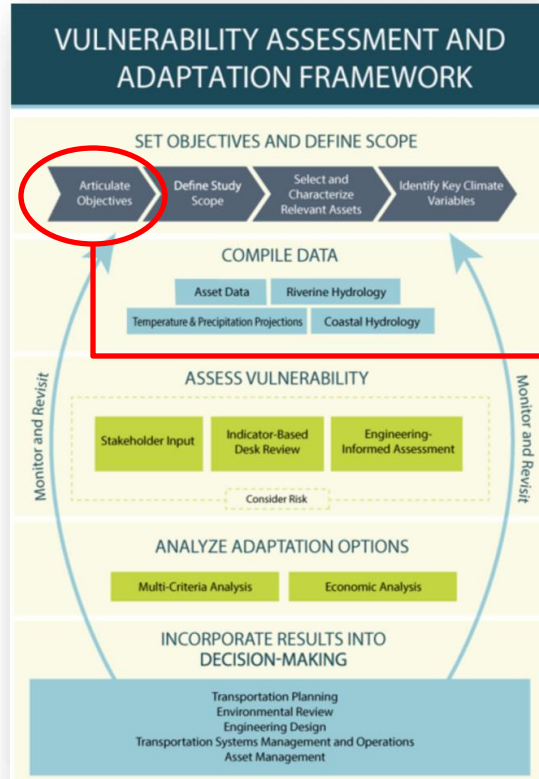 VULNERABILITY ASSESSMENT AND
ADAPTATION FRAMEWORK
SET OBJECTIVES AND DEFINE SCOPE
Articulate
Objectives
Define Study
Scope
Select and
Characterize
Relevant Assets
Identify Key Climate
Variables
COMPILE DATA
Asset Data
Riverine Hydrology
Temperature & Precipitation Projections
Coastal Hydrology
ASSESS VULNERABILITY
Stakeholder Input
Indicator-Based
Desk Review
Engineering-
Informed Assessment
Consider Risk
Monitor and Revisit
Monitor and Revisit
ANALYZE ADAPTATION OPTIONS
Multi-Criteria Analysis
Economic Analysis
INCORPORATE RESULTS INTO
DECISION-MAKING
Transportation Planning
Environmental Review
Engineering Design
Transportation Systems Management and Operations
Asset Management